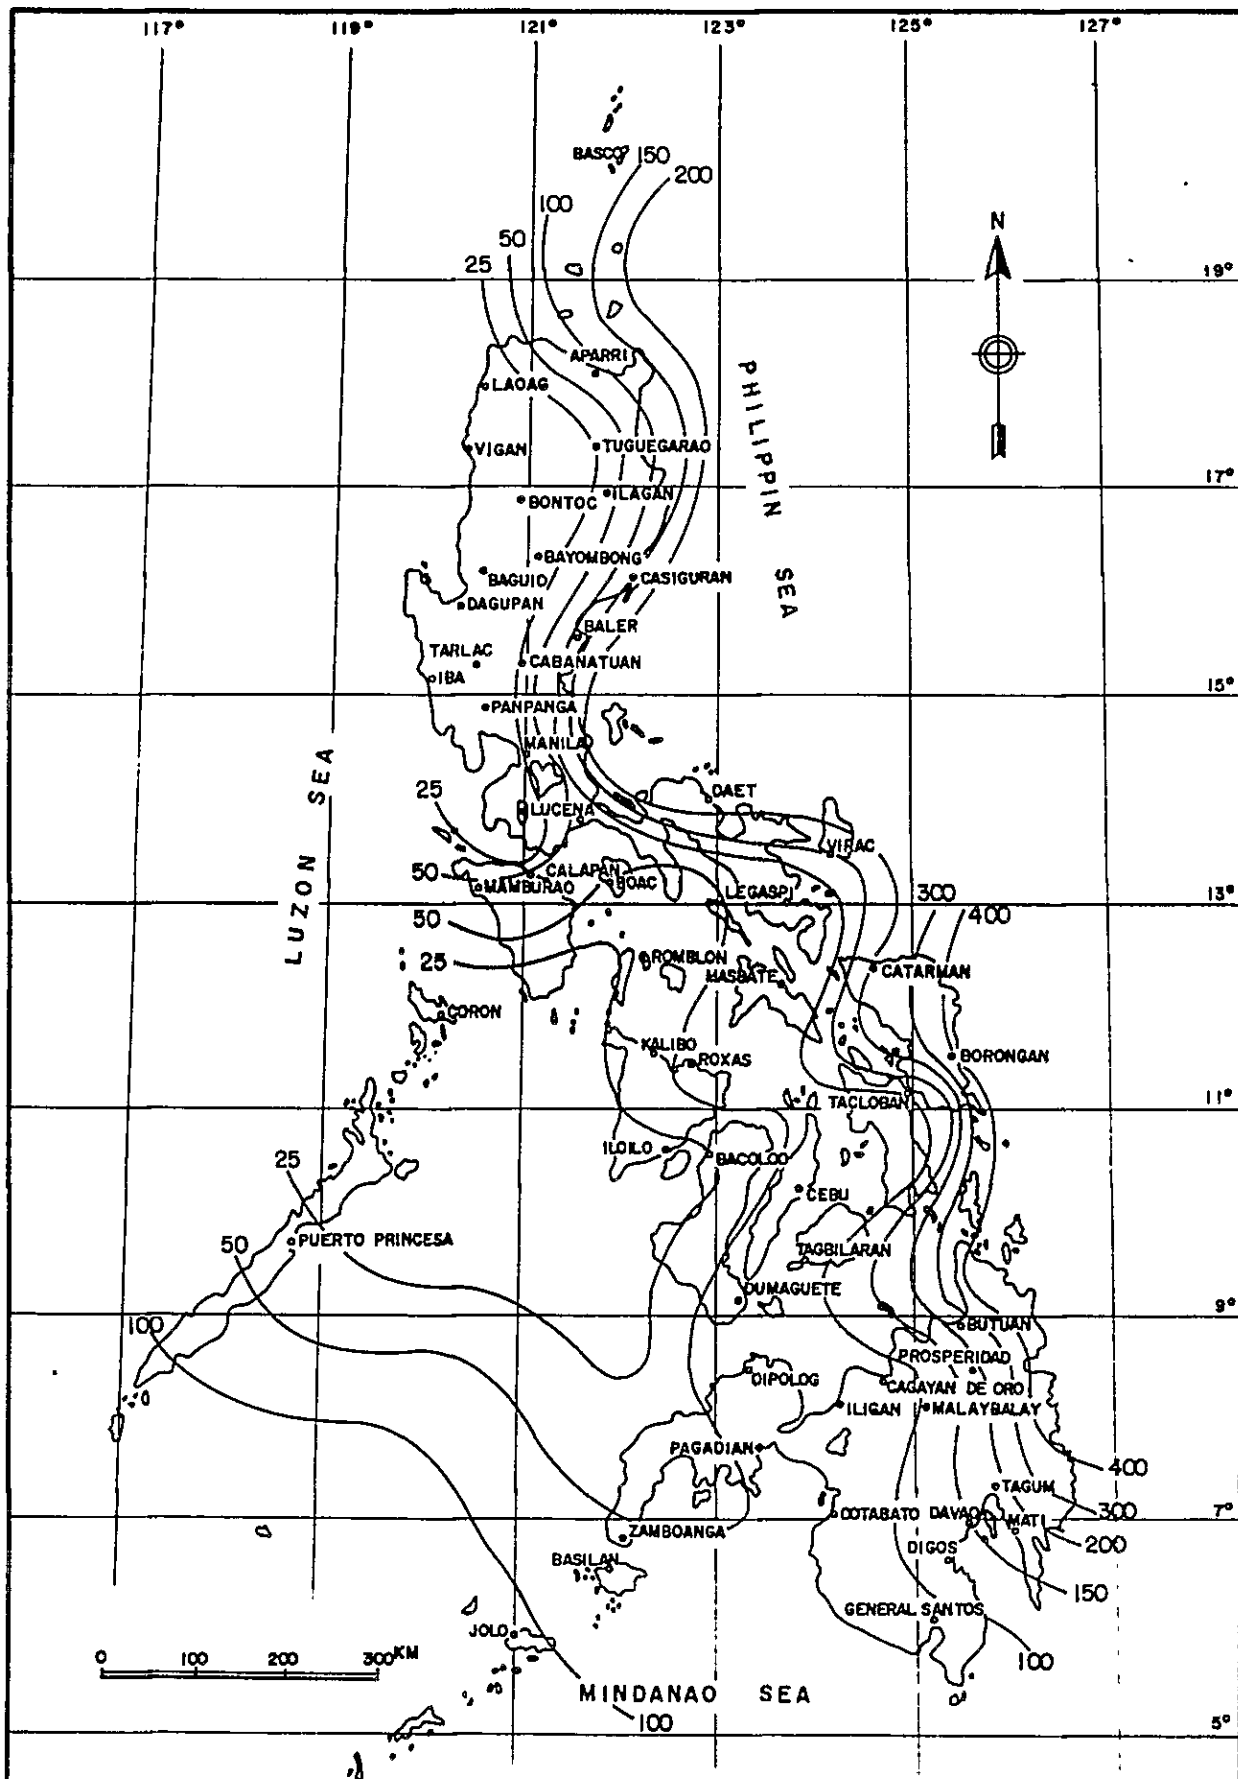 117°
119°
121°
123°
125°
127°
BASCO
150
200
100
50
25
N
19°
APARRI
LAOAG
PHILIPPIN SEA
VIGAN
TUGUEGARAO
17°
BONTOC
ILAGAN
BAYOMBONG
BAGUIO
CASIGURAN
DAGUPAN
BALER
TARLAC
CABANATUAN
IBA
15°
PANPANGA
MANILA
LUZON SEA
25
DAET
LUCENA
VIRAC
50
CALAPAN
MAMBURAO
BOAC
LEGASPI
300
13°
50
400
25
ROMBLON
MASBATE
CATARMAN
CORON
KALIBO
ROXAS
BORONGAN
TACLOBAN
11°
ILOILO
BACOLOD
25
CEBU
PUERTO PRINCESA
50
TAGBILARAN
DUMAGUETE
9°
100
BUTUAN
PROSPERIDAD
DIPOLOG
CAGAYAN DE ORO
ILIGAN
MALAYBALAY
PAGADIAN
400
TAGUM
COTABATO
DAVAO
MATI
300
7°
ZAMBOANGA
200
DIGOS
BASILAN
150
GENERAL SANTOS
JOLO
100
0 100 200 300KM
MINDANAO SEA
100
5°